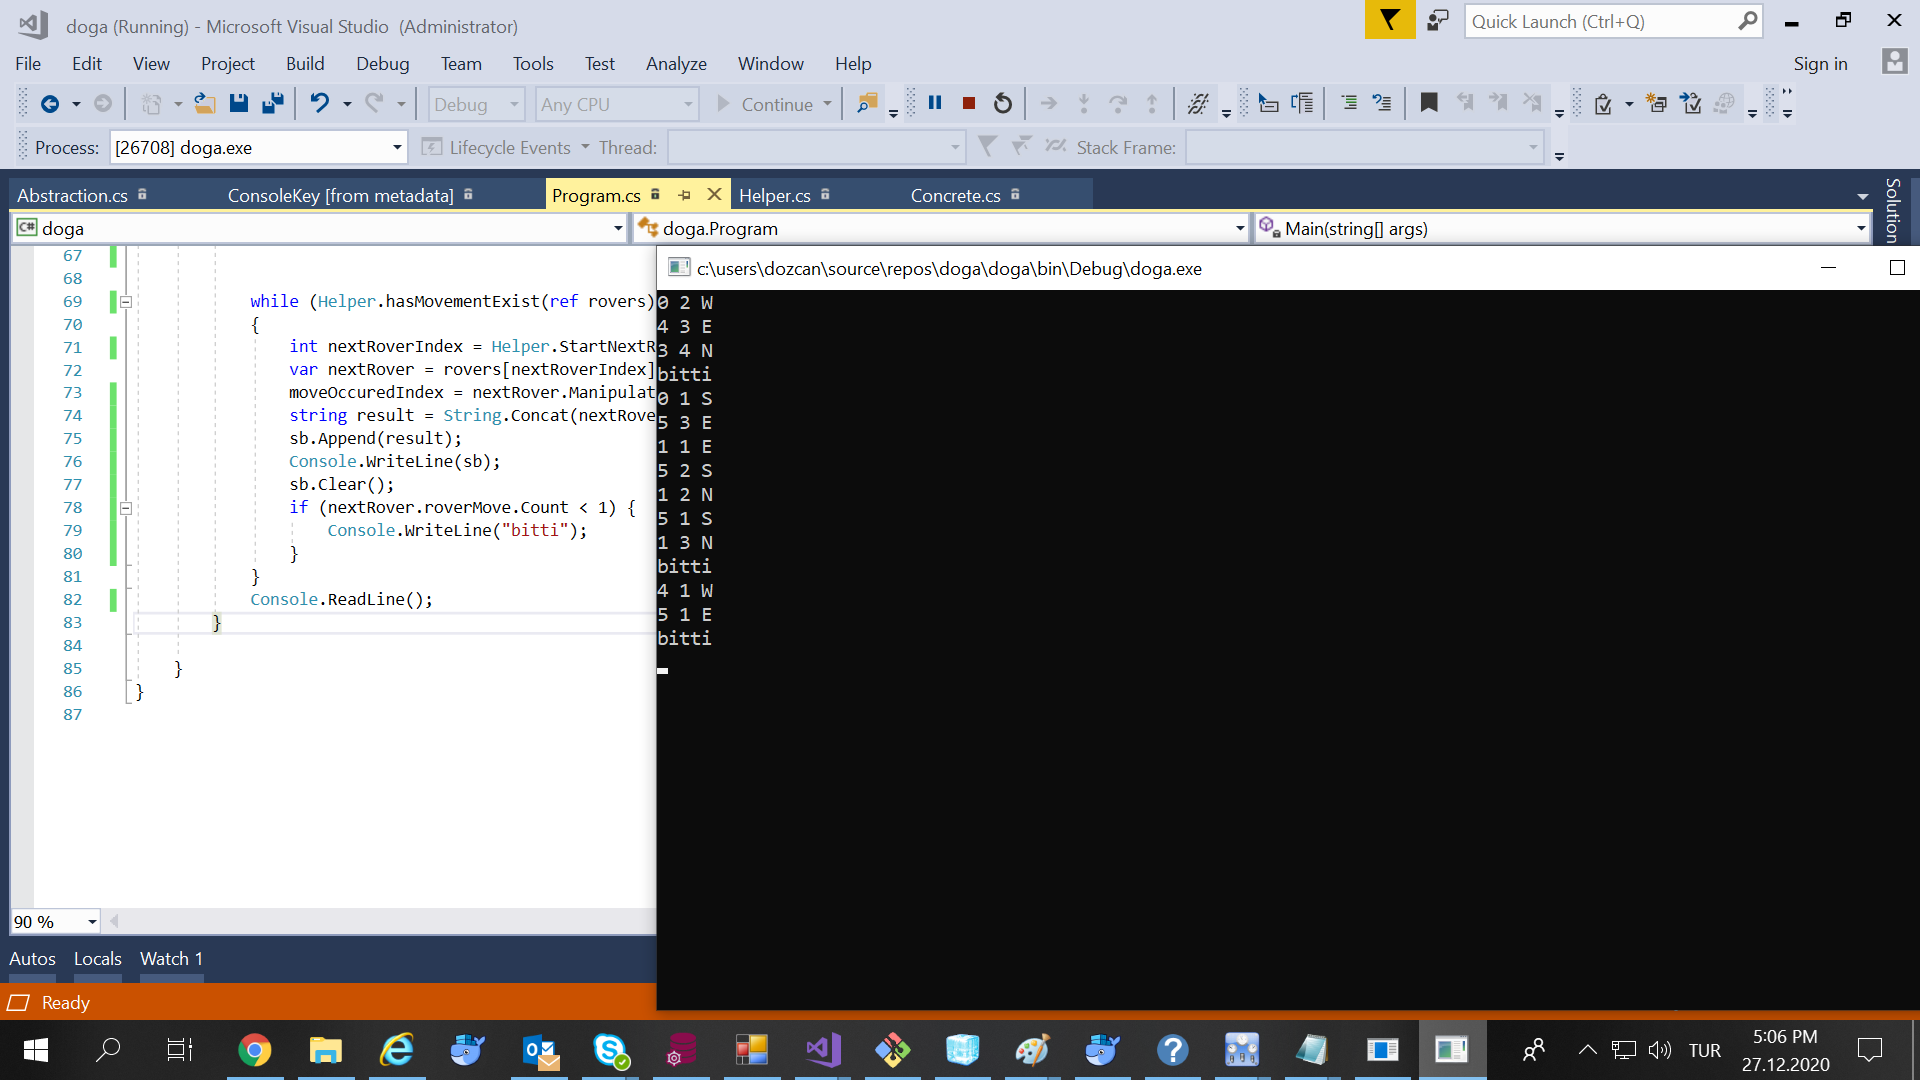 doga (Running) - Microsoft Visual Studio (Administrator)
Quick Launch (Ctrl+Q)
File Edit View Project Build Debug Team Tools Test Analyze Window Help
Sign in
Debug Any CPU Continue
Process: [26708] doga.exe Lifecycle Events Thread: Stack Frame:
Abstraction.cs ConsoleKey [from metadata] Program.cs Helper.cs Concrete.cs
Solution
C# doga doga.Program Main(string[] args)
67
68
69 while (Helper.hasMovementExist(ref rovers)
70 {
71 int nextRoverIndex = Helper.StartNextR
72 var nextRover = rovers[nextRoverIndex]
73 moveOccuredIndex = nextRover.Manipulat
74 string result = String.Concat(nextRove
75 sb.Append(result);
76 Console.WriteLine(sb);
77 sb.Clear();
78 if (nextRover.roverMove.Count < 1) {
79 Console.WriteLine("bitti");
80 }
81 }
82 Console.ReadLine();
83 }
84
85 }
86 }
87
90 %
c:\users\dozcan\source\repos\doga\doga\bin\Debug\doga.exe
0 2 W
4 3 E
3 4 N
bitti
0 1 S
5 3 E
1 1 E
5 2 S
1 2 N
5 1 S
1 3 N
bitti
4 1 W
5 1 E
bitti
Autos Locals Watch 1
Ready
TUR
5:06 PM
27.12.2020